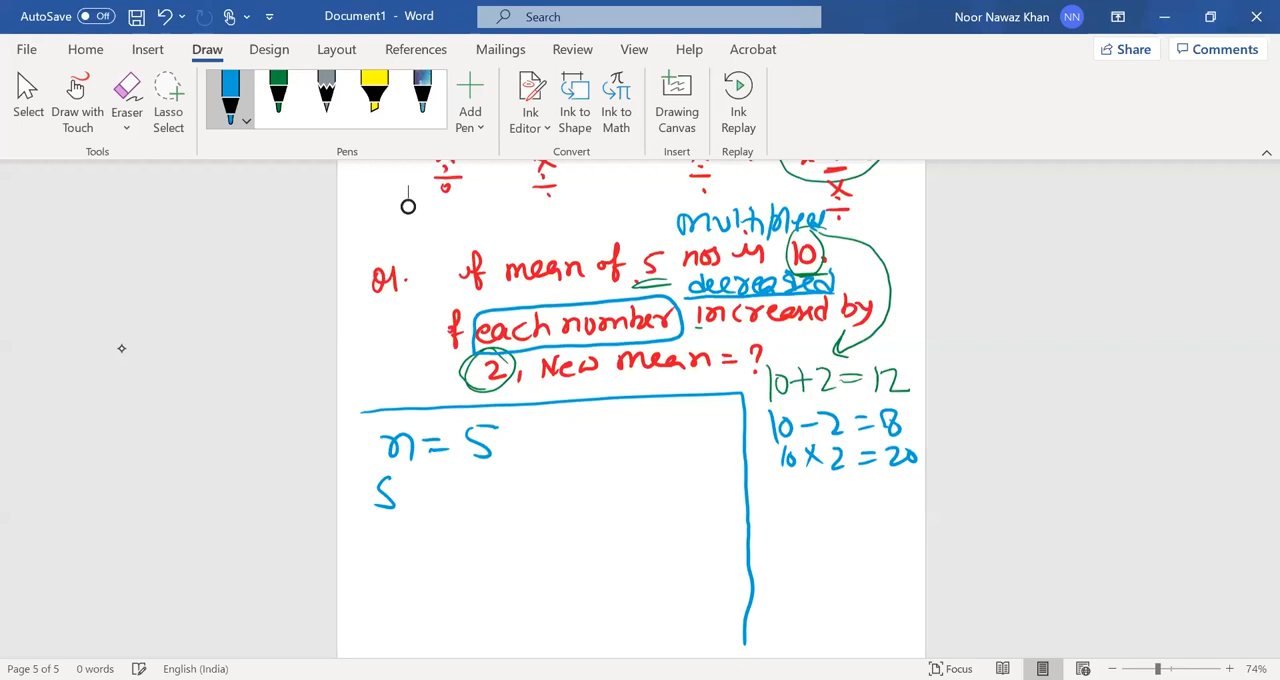 AutoSave Off Document1 - Word Search Noor Nawaz Khan NN
File Home Insert Draw Design Layout References Mailings Review View Help Acrobat Share Comments
Select Draw with Touch Eraser Lasso Select Add Pen Ink Editor Ink to Shape Ink to Math Drawing Canvas Ink Replay
Tools Pens Convert Insert Replay
if mean of 5 nos is 10.
decreased
if each number increased by
2, New mean = ?
10+2=12
10-2=8
10×2=20
n = 5
S
Page 5 of 5 0 words English (India) Focus 74%